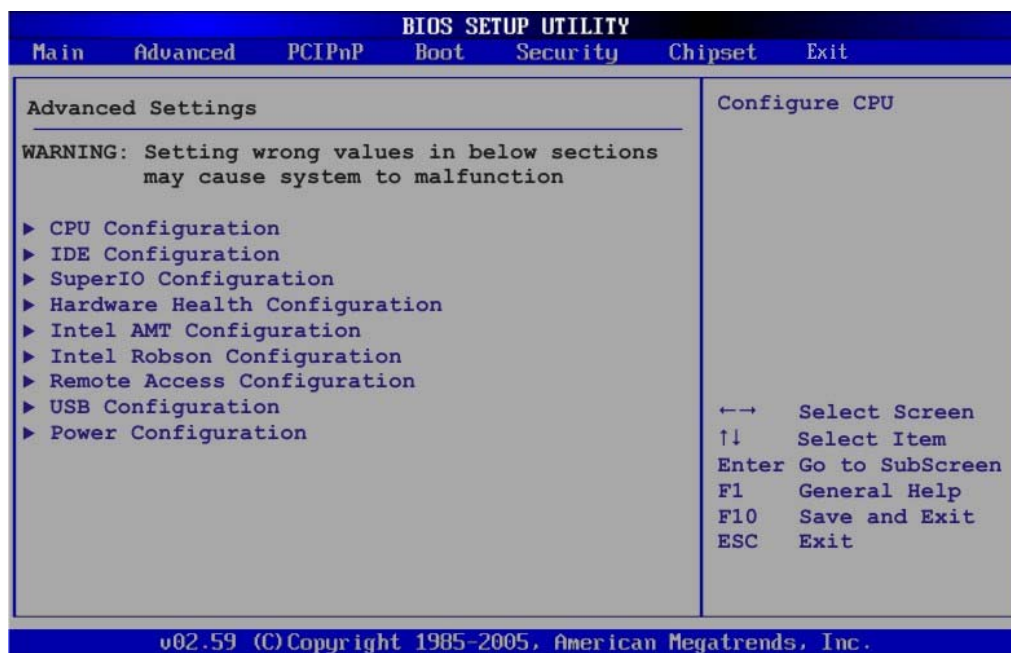 BIOS SETUP UTILITY
Main Advanced PCIPnP Boot Security Chipset Exit
Advanced Settings
WARNING: Setting wrong values in below sections
may cause system to malfunction
▶ CPU Configuration
▶ IDE Configuration
▶ SuperIO Configuration
▶ Hardware Health Configuration
▶ Intel AMT Configuration
▶ Intel Robson Configuration
▶ Remote Access Configuration
▶ USB Configuration
▶ Power Configuration
Configure CPU
←→ Select Screen
↑↓ Select Item
Enter Go to SubScreen
F1 General Help
F10 Save and Exit
ESC Exit
v02.59 (C)Copyright 1985-2005, American Megatrends, Inc.